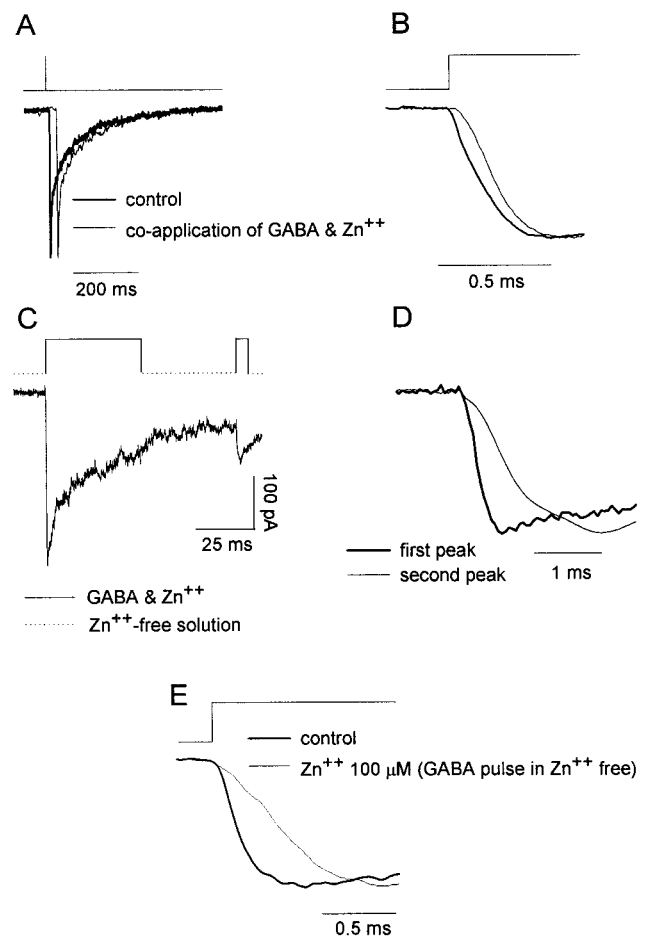 A
B
control
co-application of GABA & Zn++
200 ms
0.5 ms
C
D
100 pA
25 ms
first peak
second peak
1 ms
GABA & Zn++
Zn++-free solution
E
control
Zn++ 100 µM (GABA pulse in Zn++ free)
0.5 ms